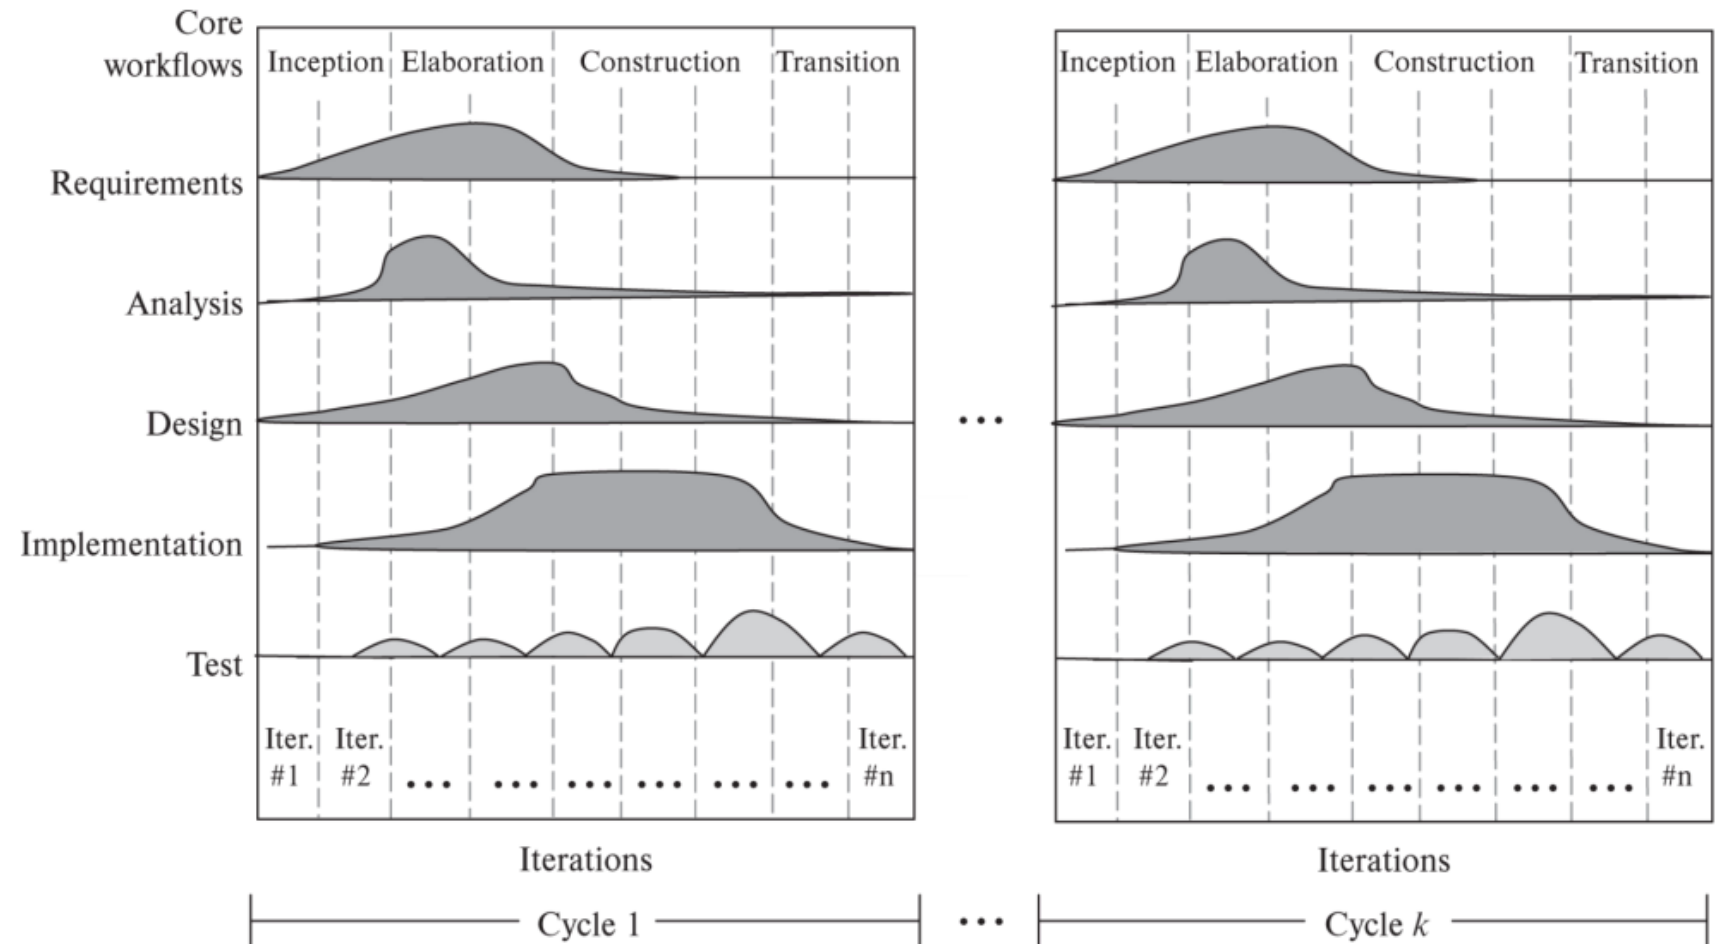 Core
workflows
Inception Elaboration Construction Transition
Inception Elaboration Construction Transition
Requirements
Analysis
Design
...
Implementation
Test
Iter. Iter. Iter.
#1 #2 ... ... ... ... ... ... #n
Iter. Iter. Iter.
#1 #2 ... ... ... ... ... ... #n
Iterations
Iterations
Cycle 1 ... Cycle k